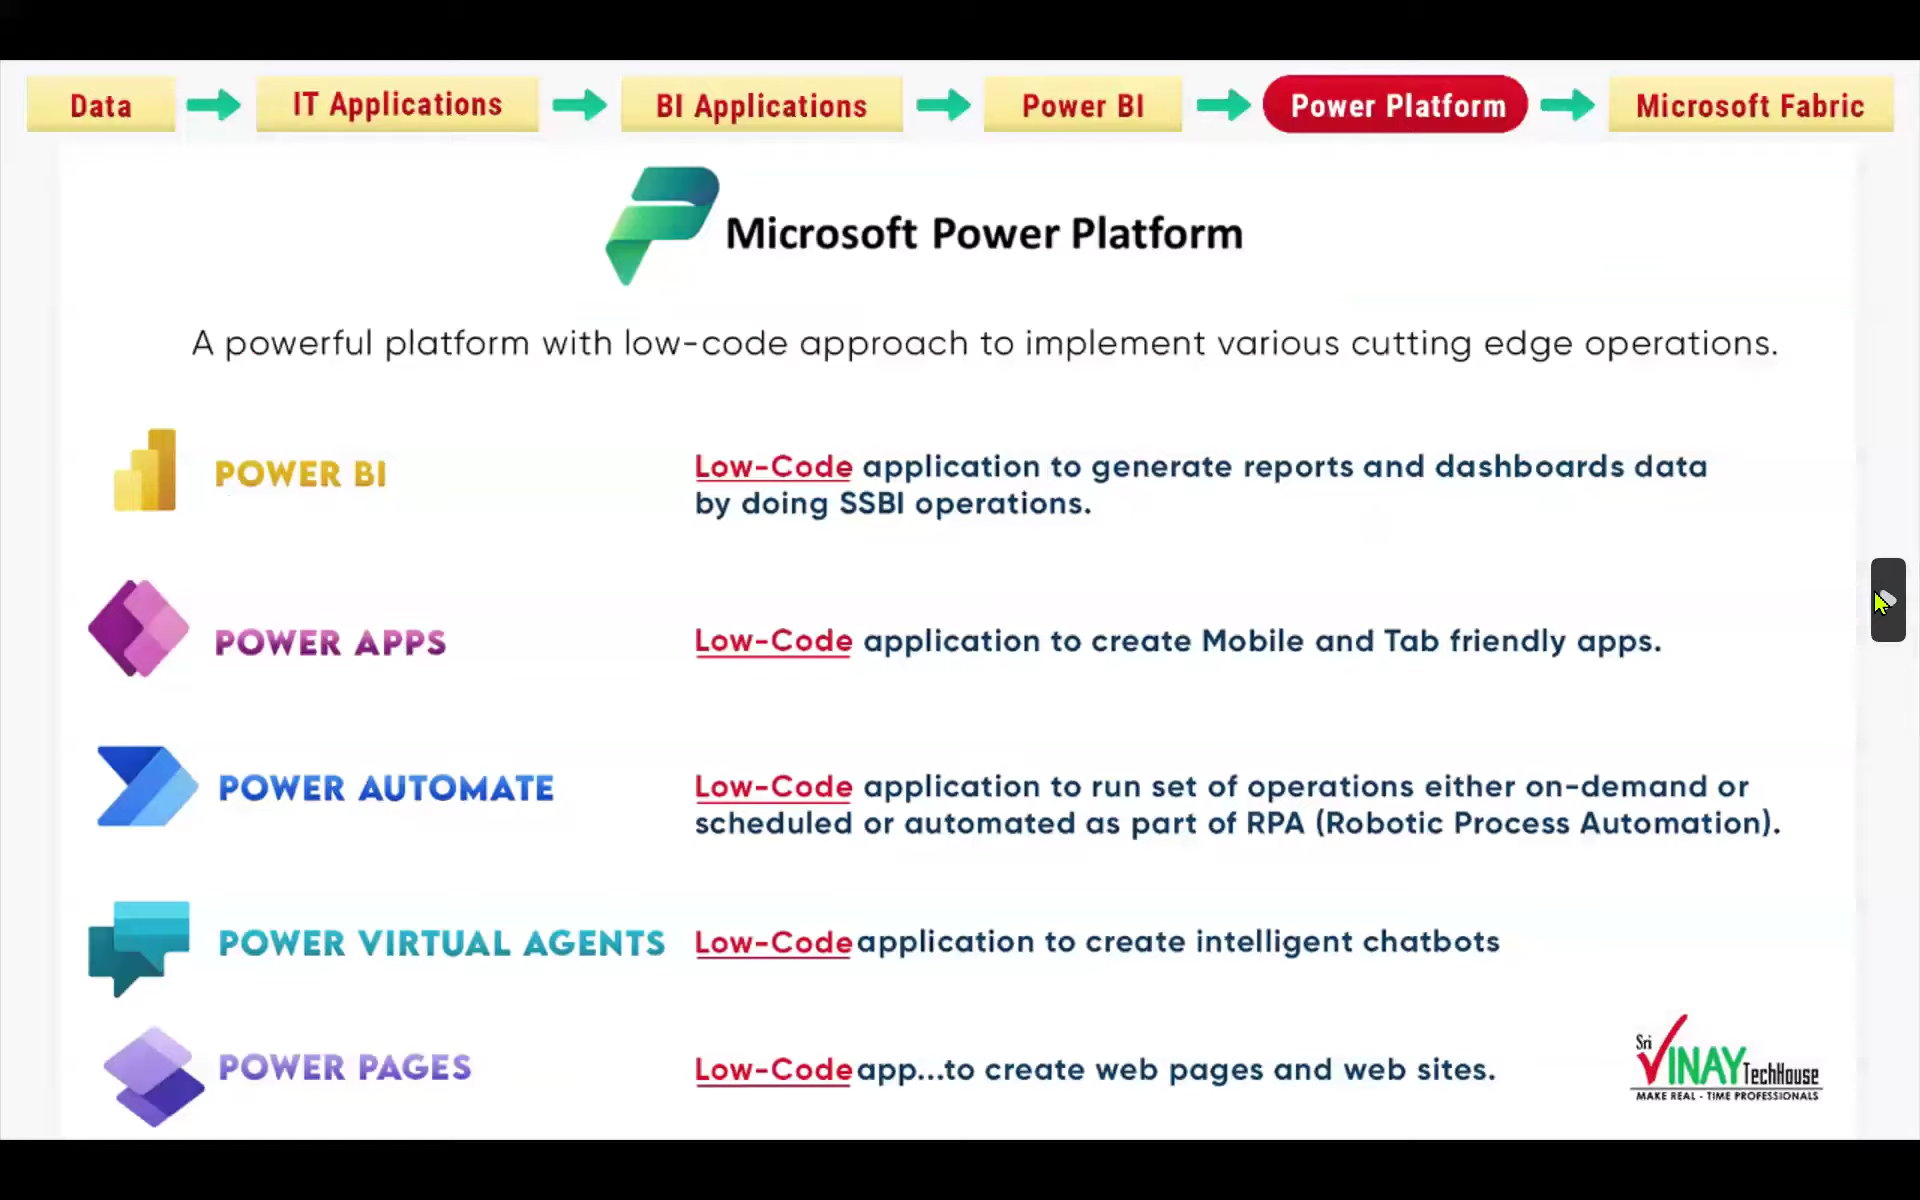 Data
IT Applications
BI Applications
Power BI
Power Platform
Microsoft Fabric
Microsoft Power Platform
A powerful platform with low-code approach to implement various cutting edge operations.
POWER BI
Low-Code application to generate reports and dashboards data
by doing SSBI operations.
POWER APPS
Low-Code application to create Mobile and Tab friendly apps.
POWER AUTOMATE
Low-Code application to run set of operations either on-demand or
scheduled or automated as part of RPA (Robotic Process Automation).
POWER VIRTUAL AGENTS
Low-Code application to create intelligent chatbots
POWER PAGES
Low-Code app...to create web pages and web sites.
Sri
VINAY TechHouse
MAKE REAL - TIME PROFESSIONALS